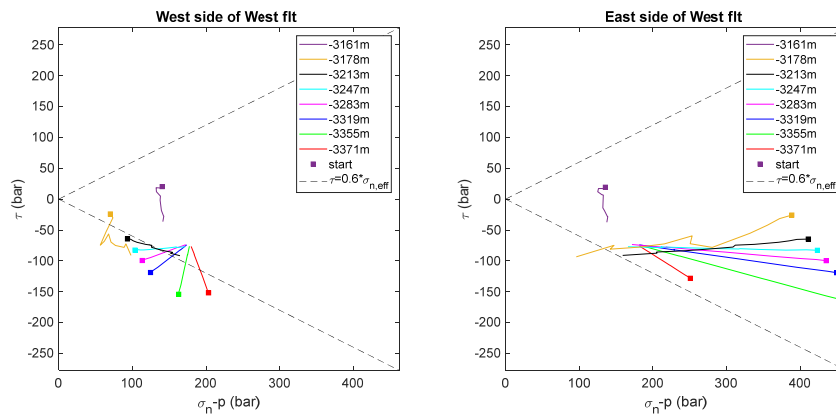 West side of West flt
250
200
150
100
50
0
-50
-100
-150
-200
-250
τ (bar)
0
100
200
300
400
σn-p (bar)
-3161m
-3178m
-3213m
-3247m
-3283m
-3319m
-3355m
-3371m
start
τ=0.6*σn,eff
East side of West flt
250
200
150
100
50
0
-50
-100
-150
-200
-250
τ (bar)
0
100
200
300
400
σn-p (bar)
-3161m
-3178m
-3213m
-3247m
-3283m
-3319m
-3355m
-3371m
start
τ=0.6*σn,eff